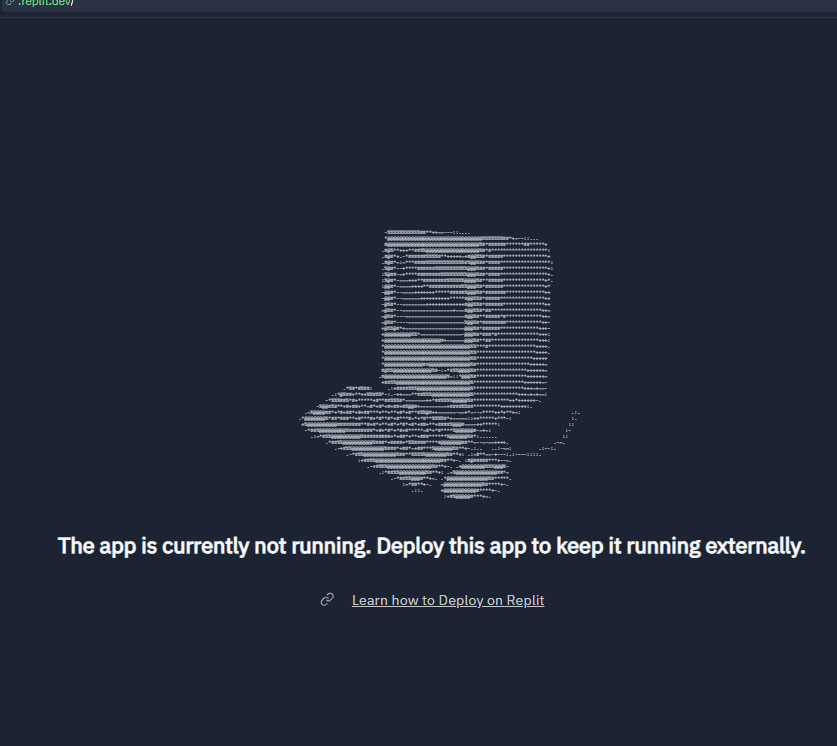 .replit.dev/
The app is currently not running. Deploy this app to keep it running externally.
Learn how to Deploy on Replit